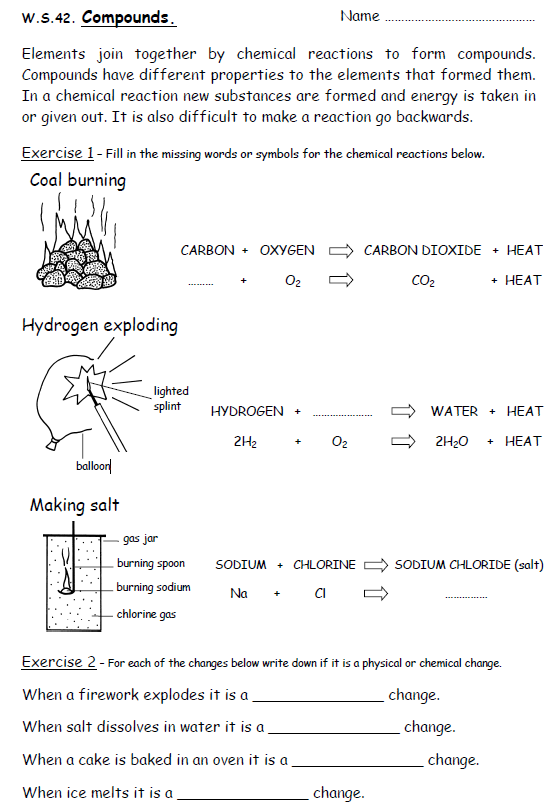 W.S.42. Compounds. Name ................................................
Elements join together by chemical reactions to form compounds.
Compounds have different properties to the elements that formed them.
In a chemical reaction new substances are formed and energy is taken in
or given out. It is also difficult to make a reaction go backwards.
Exercise 1 - Fill in the missing words or symbols for the chemical reactions below.
Coal burning
CARBON + OXYGEN ⇨ CARBON DIOXIDE + HEAT
......... + O₂ ⇨ CO₂ + HEAT
Hydrogen exploding
lighted
splint
balloon
HYDROGEN + ..................... ⇨ WATER + HEAT
2H₂ + O₂ ⇨ 2H₂O + HEAT
Making salt
gas jar
burning spoon
burning sodium
chlorine gas
SODIUM + CHLORINE ⇨ SODIUM CHLORIDE (salt)
Na + Cl ⇨ ...............
Exercise 2 - For each of the changes below write down if it is a physical or chemical change.
When a firework explodes it is a ________________ change.
When salt dissolves in water it is a ________________ change.
When a cake is baked in an oven it is a ________________ change.
When ice melts it is a ________________ change.